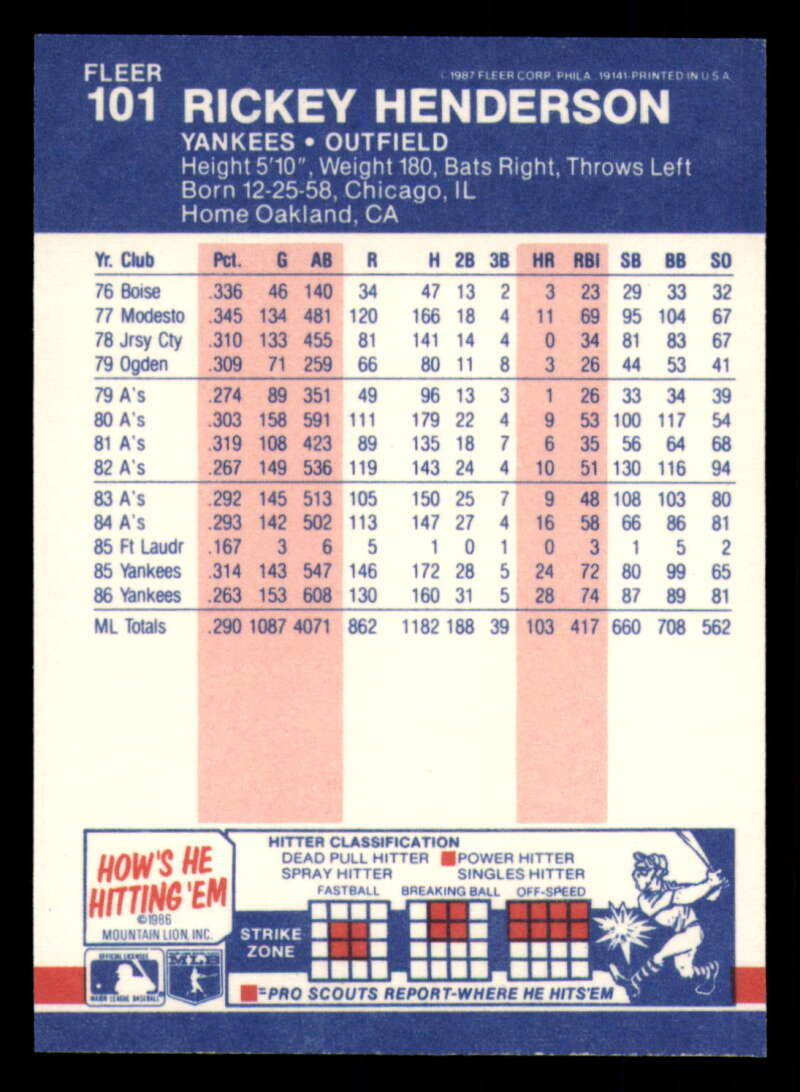 FLEER
© 1987 FLEER CORP. PHILA. 19141-PRINTED IN U.S.A.
101 RICKEY HENDERSON
YANKEES • OUTFIELD
Height 5'10", Weight 180, Bats Right, Throws Left
Born 12-25-58, Chicago, IL
Home Oakland, CA
Yr. Club Pct. G AB R H 2B 3B HR RBI SB BB SO
76 Boise .336 46 140 34 47 13 2 3 23 29 33 32
77 Modesto .345 134 481 120 166 18 4 11 69 95 104 67
78 Jrsy Cty .310 133 455 81 141 14 4 0 34 81 83 67
79 Ogden .309 71 259 66 80 11 8 3 26 44 53 41
79 A's .274 89 351 49 96 13 3 1 26 33 34 39
80 A's .303 158 591 111 179 22 4 9 53 100 117 54
81 A's .319 108 423 89 135 18 7 6 35 56 64 68
82 A's .267 149 536 119 143 24 4 10 51 130 116 94
83 A's .292 145 513 105 150 25 7 9 48 108 103 80
84 A's .293 142 502 113 147 27 4 16 58 66 86 81
85 Ft Laudr .167 3 6 5 1 0 1 0 3 1 5 2
85 Yankees .314 143 547 146 172 28 5 24 72 80 99 65
86 Yankees .263 153 608 130 160 31 5 28 74 87 89 81
ML Totals .290 1087 4071 862 1182 188 39 103 417 660 708 562
HOW'S HE
HITTING 'EM
©1986
MOUNTAIN LION, INC.
HITTER CLASSIFICATION
DEAD PULL HITTER POWER HITTER
SPRAY HITTER SINGLES HITTER
FASTBALL BREAKING BALL OFF-SPEED
STRIKE
ZONE
=PRO SCOUTS REPORT-WHERE HE HITS'EM
OFFICIAL LICENSEE
MAJOR LEAGUE BASEBALL
MLB